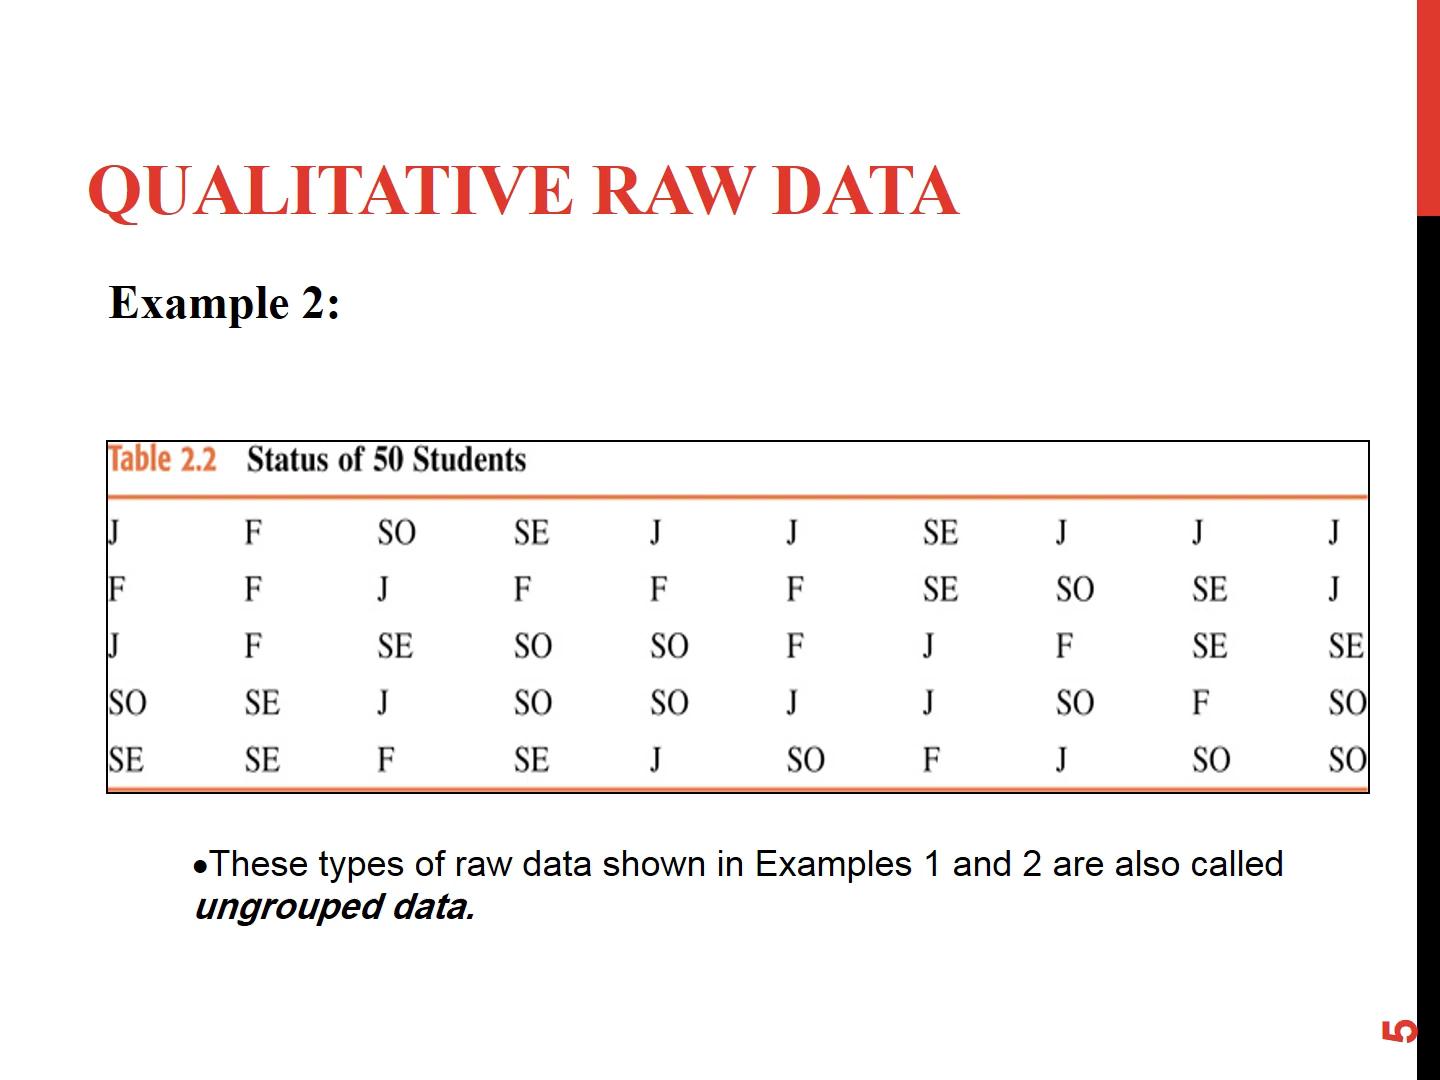 QUALITATIVE RAW DATA
Example 2:
Table 2.2 Status of 50 Students
J F SO SE J J SE J J J
F F J F F F SE SO SE J
J F SE SO SO F J F SE SE
SO SE J SO SO J J SO F SO
SE SE F SE J SO F J SO SO
•These types of raw data shown in Examples 1 and 2 are also called
ungrouped data.
5